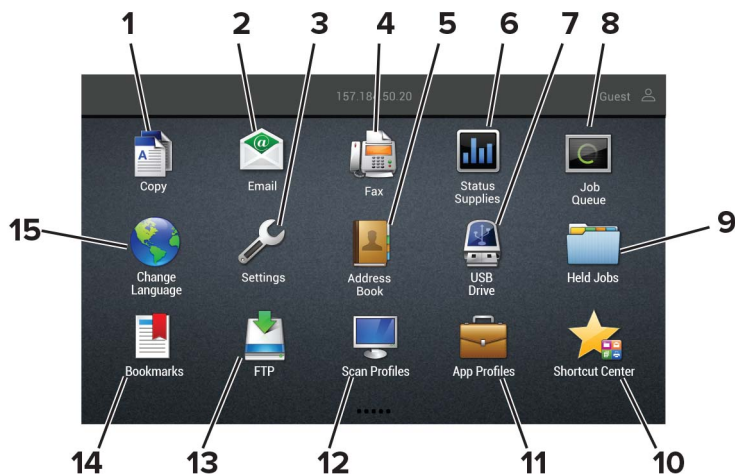 1 2 3 4 5 6 7 8
157.184.50.20 Guest
Copy Email Fax Status Supplies Job Queue
15 9
Change Language Settings Address Book USB Drive Held Jobs
Bookmarks FTP Scan Profiles App Profiles Shortcut Center
14 13 12 11 10